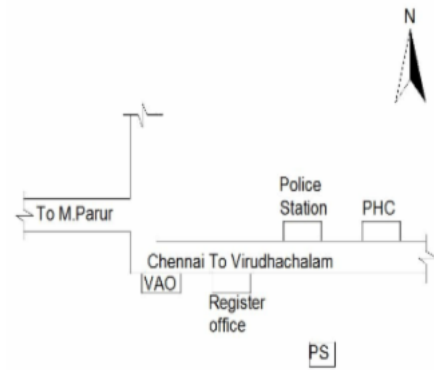 N
Police
Station
PHC
To M.Parur
Chennai To Virudhachalam
VAO
Register
office
PS